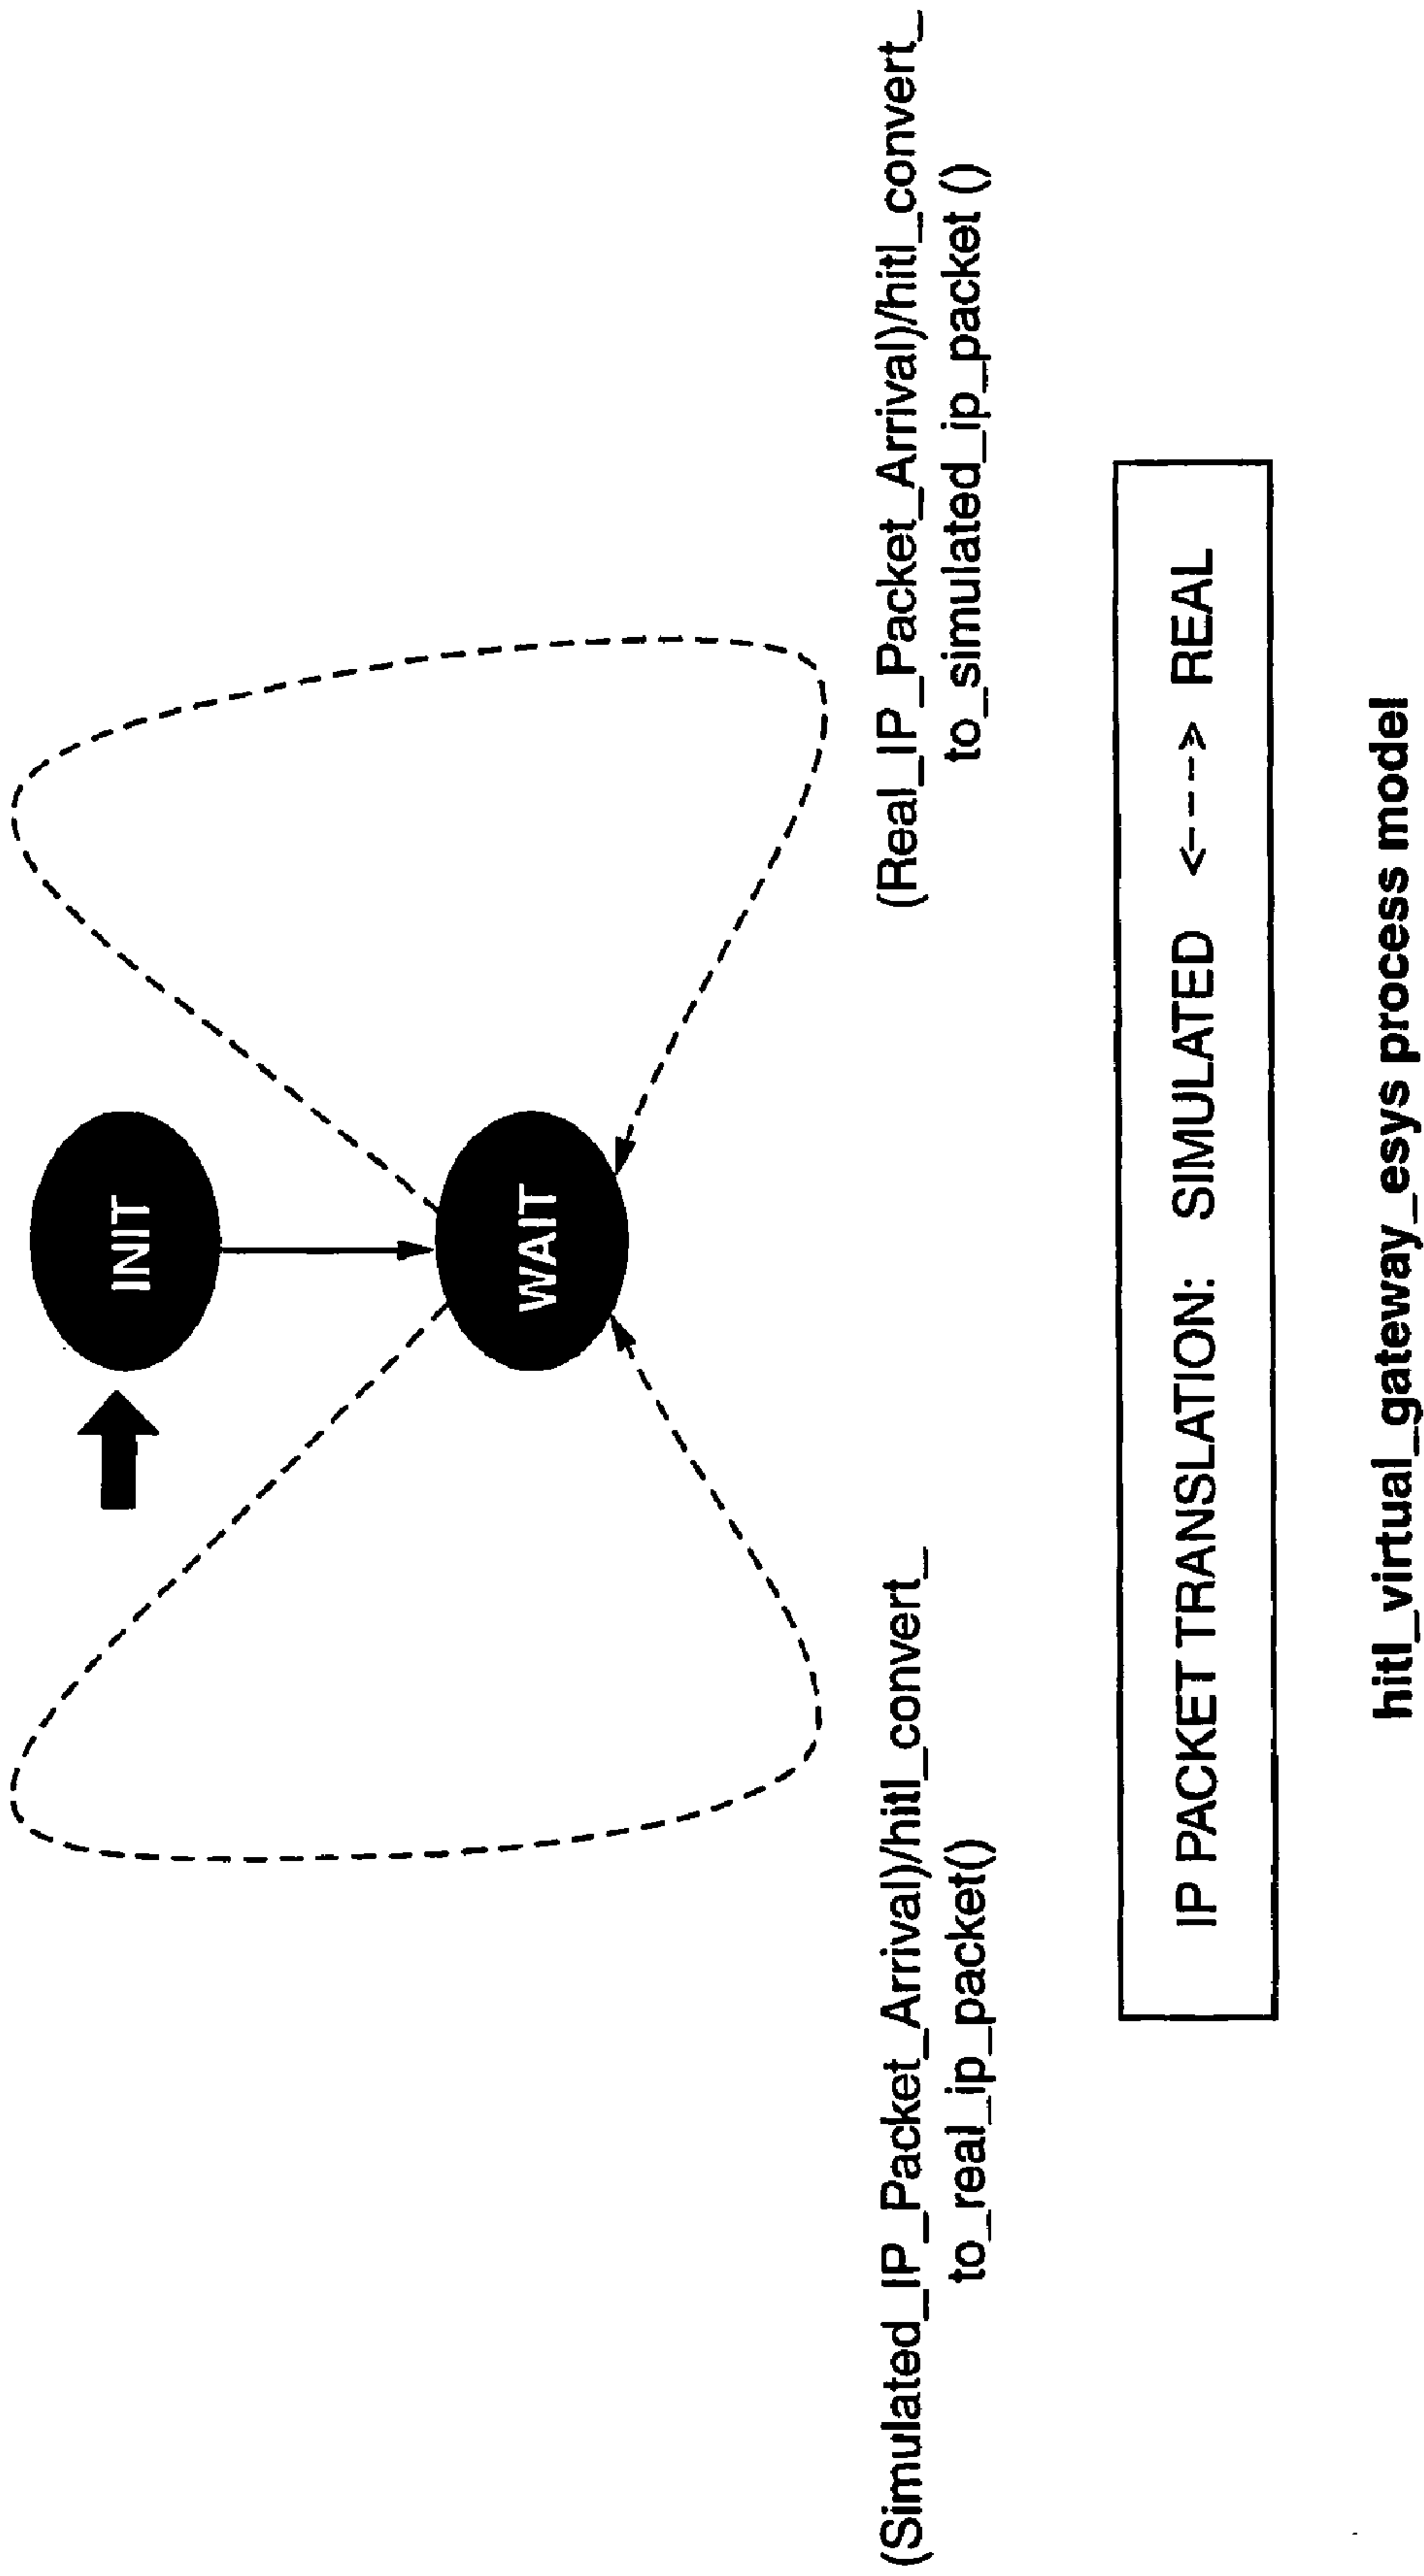 INIT
WAIT
(Simulated_IP_Packet_Arrival)/hitl_convert_
to_real_ip_packet()
(Real_IP_Packet_Arrival)/hitl_convert_
to_simulated_ip_packet ()
IP PACKET TRANSLATION: SIMULATED <---> REAL
hitl_virtual_gateway_esys process model